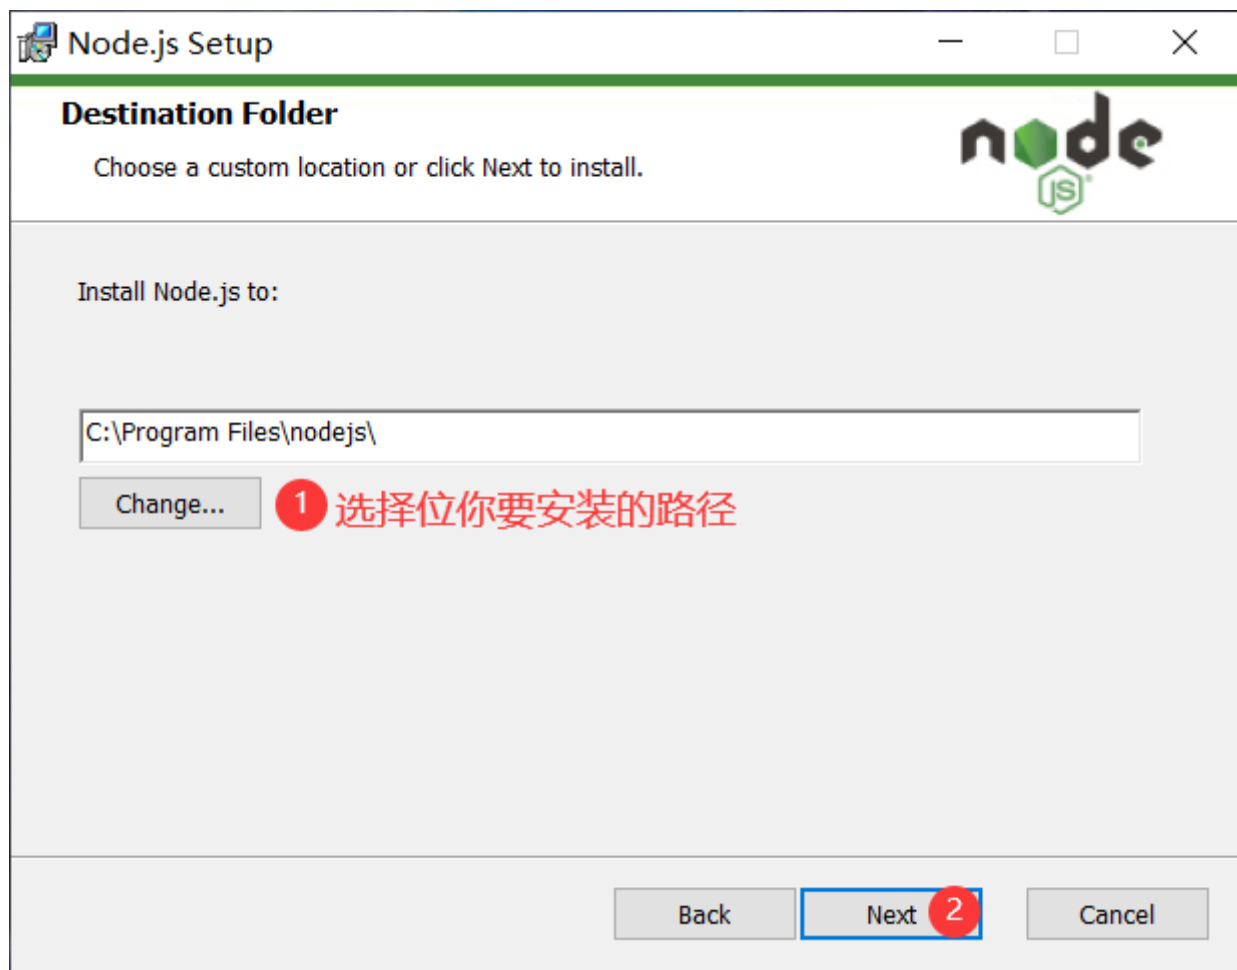 Node.js Setup
Destination Folder
Choose a custom location or click Next to install.
node
JS
Install Node.js to:
C:\Program Files\nodejs\
Change... 1 选择位你要安装的路径
Back Next 2 Cancel